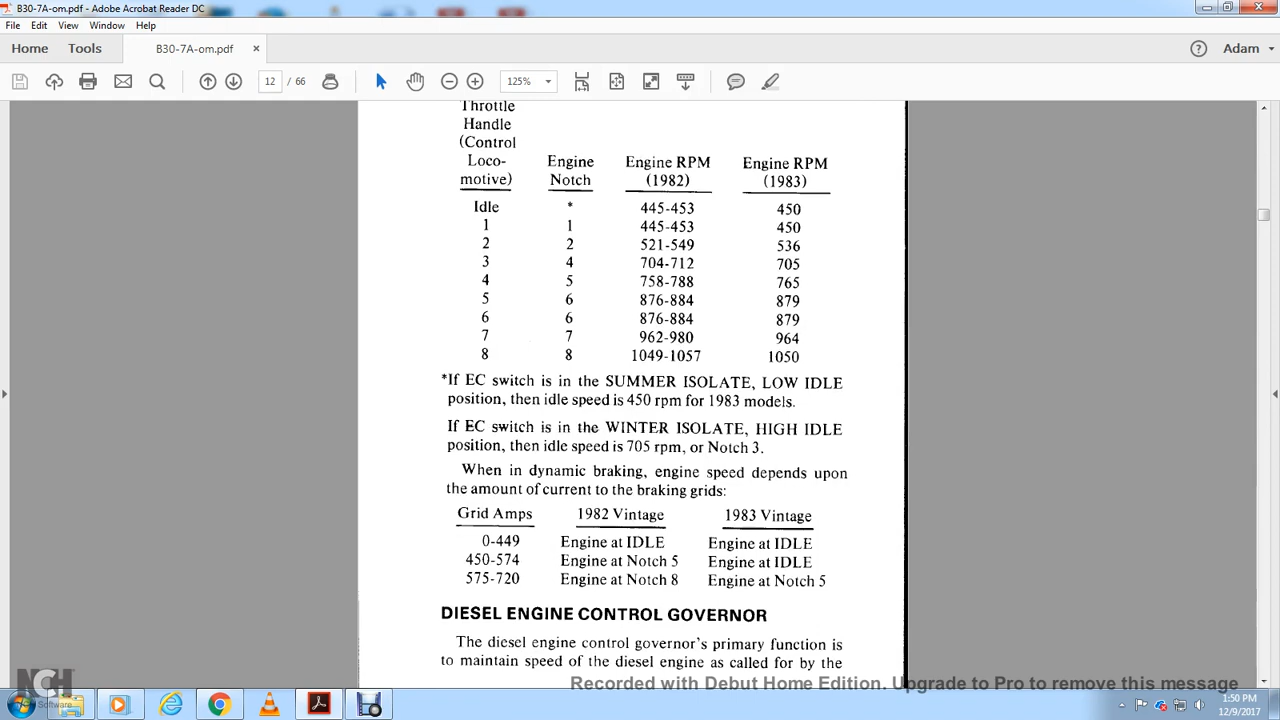 B30-7A-om.pdf - Adobe Acrobat Reader DC
File Edit View Window Help
Home Tools B30-7A-om.pdf × ? Adam
12 / 66 125%
Throttle
Handle
(Control
Loco- Engine Engine RPM Engine RPM
motive) Notch (1982) (1983)
Idle * 445-453 450
1 1 445-453 450
2 2 521-549 536
3 4 704-712 705
4 5 758-788 765
5 6 876-884 879
6 6 876-884 879
7 7 962-980 964
8 8 1049-1057 1050
*If EC switch is in the SUMMER ISOLATE, LOW IDLE
position, then idle speed is 450 rpm for 1983 models.
If EC switch is in the WINTER ISOLATE, HIGH IDLE
position, then idle speed is 705 rpm, or Notch 3.
When in dynamic braking, engine speed depends upon
the amount of current to the braking grids:
Grid Amps 1982 Vintage 1983 Vintage
0-449 Engine at IDLE Engine at IDLE
450-574 Engine at Notch 5 Engine at IDLE
575-720 Engine at Notch 8 Engine at Notch 5
DIESEL ENGINE CONTROL GOVERNOR
The diesel engine control governor's primary function is
to maintain speed of the diesel engine as called for by the
Recorded with Debut Home Edition. Upgrade to Pro to remove this message
NCH
Software
1:50 PM
12/9/2017